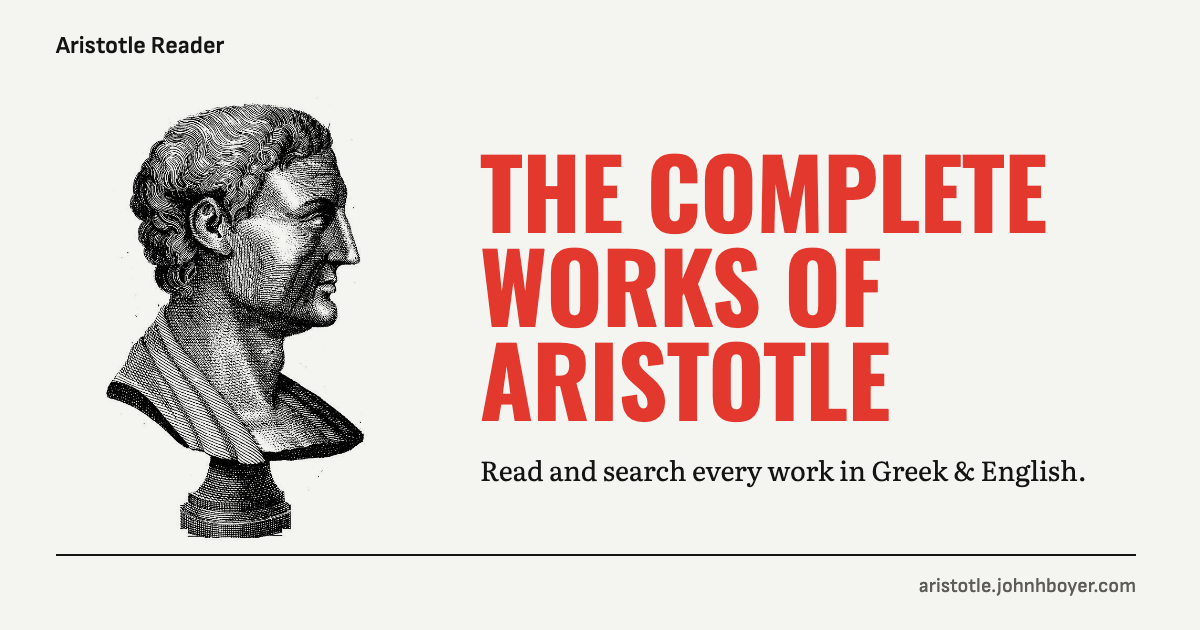 Aristotle Reader
THE COMPLETE
WORKS OF
ARISTOTLE
Read and search every work in Greek & English.
aristotle.johnhboyer.com